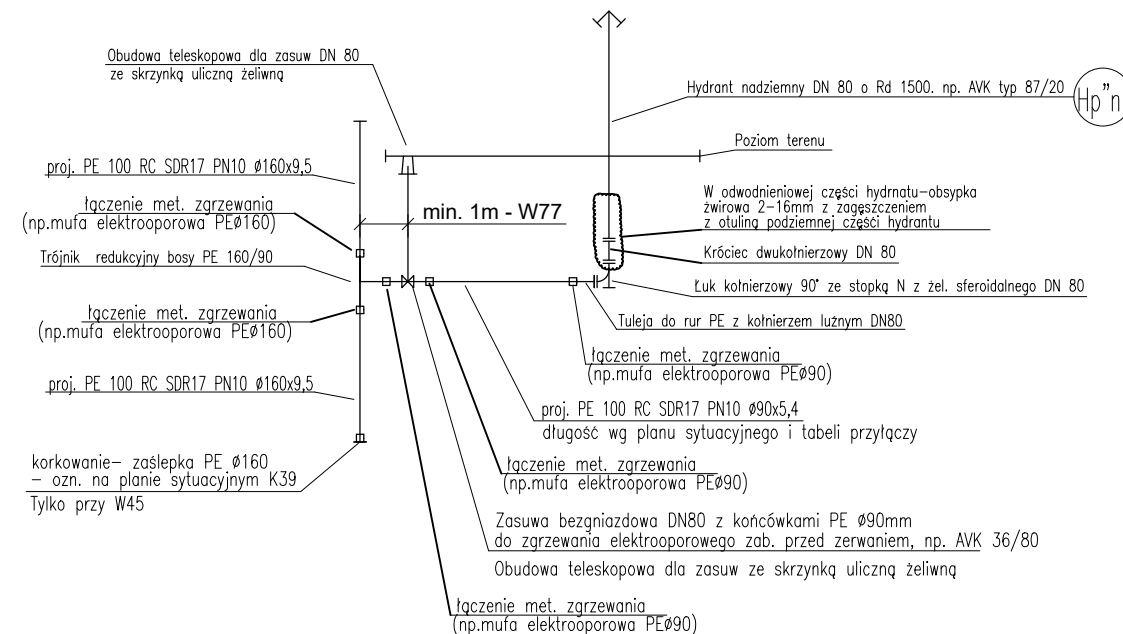 Obudowa teleskopowa dla zasuw DN 80
ze skrzynką uliczną żeliwną
Hydrant nadziemny DN 80 o Rd 1500. np. AVK typ 87/20
Hp"n
Poziom terenu
proj. PE 100 RC SDR17 PN10 Ø160x9,5
łączenie met. zgrzewania
(np.mufa elektrooporowa PEØ160)
min. 1m - W77
W odwodnieniowej części hydrnatu-obsypka
żwirowa 2-16mm z zagęszczeniem
z otuliną podziemnej części hydrantu
Króciec dwukołnierzowy DN 80
Trójnik redukcyjny bosy PE 160/90
Łuk kołnierzowy 90° ze stopką N z żel. sferoidalnego DN 80
łączenie met. zgrzewania
(np.mufa elektrooporowa PEØ160)
Tuleja do rur PE z kołnierzem luźnym DN80
łączenie met. zgrzewania
(np.mufa elektrooporowa PEØ90)
proj. PE 100 RC SDR17 PN10 Ø160x9,5
proj. PE 100 RC SDR17 PN10 Ø90x5,4
długość wg planu sytuacyjnego i tabeli przyłączy
korkowanie- zaślepka PE Ø160
- ozn. na planie sytuacyjnym K39
Tylko przy W45
łączenie met. zgrzewania
(np.mufa elektrooporowa PEØ90)
Zasuwa bezgniazdowa DN80 z końcówkami PE Ø90mm
do zgrzewania elektrooporowego zab. przed zerwaniem, np. AVK 36/80
Obudowa teleskopowa dla zasuw ze skrzynką uliczną żeliwną
łączenie met. zgrzewania
(np.mufa elektrooporowa PEØ90)